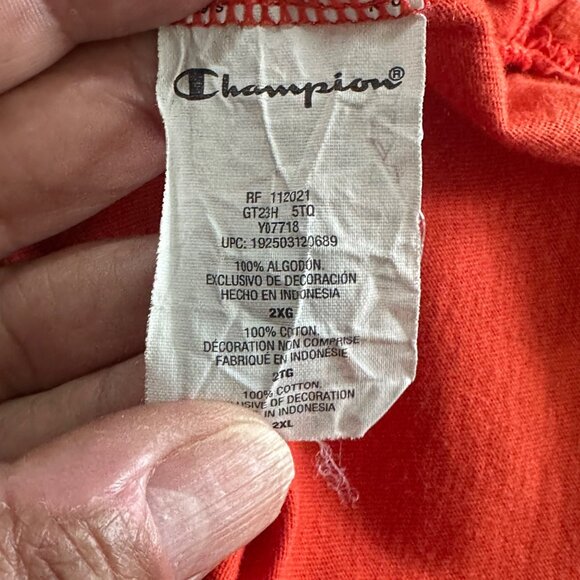 Champion®
RF 112021
GT23H 5TQ
Y07718
UPC: 192503120689
100% ALGODÓN
EXCLUSIVO DE DECORACIÓN
HECHO EN INDONESIA
2XG
100% COTON.
DÉCORATION NON COMPRISE
FABRIQUÉ EN INDONÉSIE
2TG
100% COTTON.
OF DECORATION
IN INDONESIA
2XL